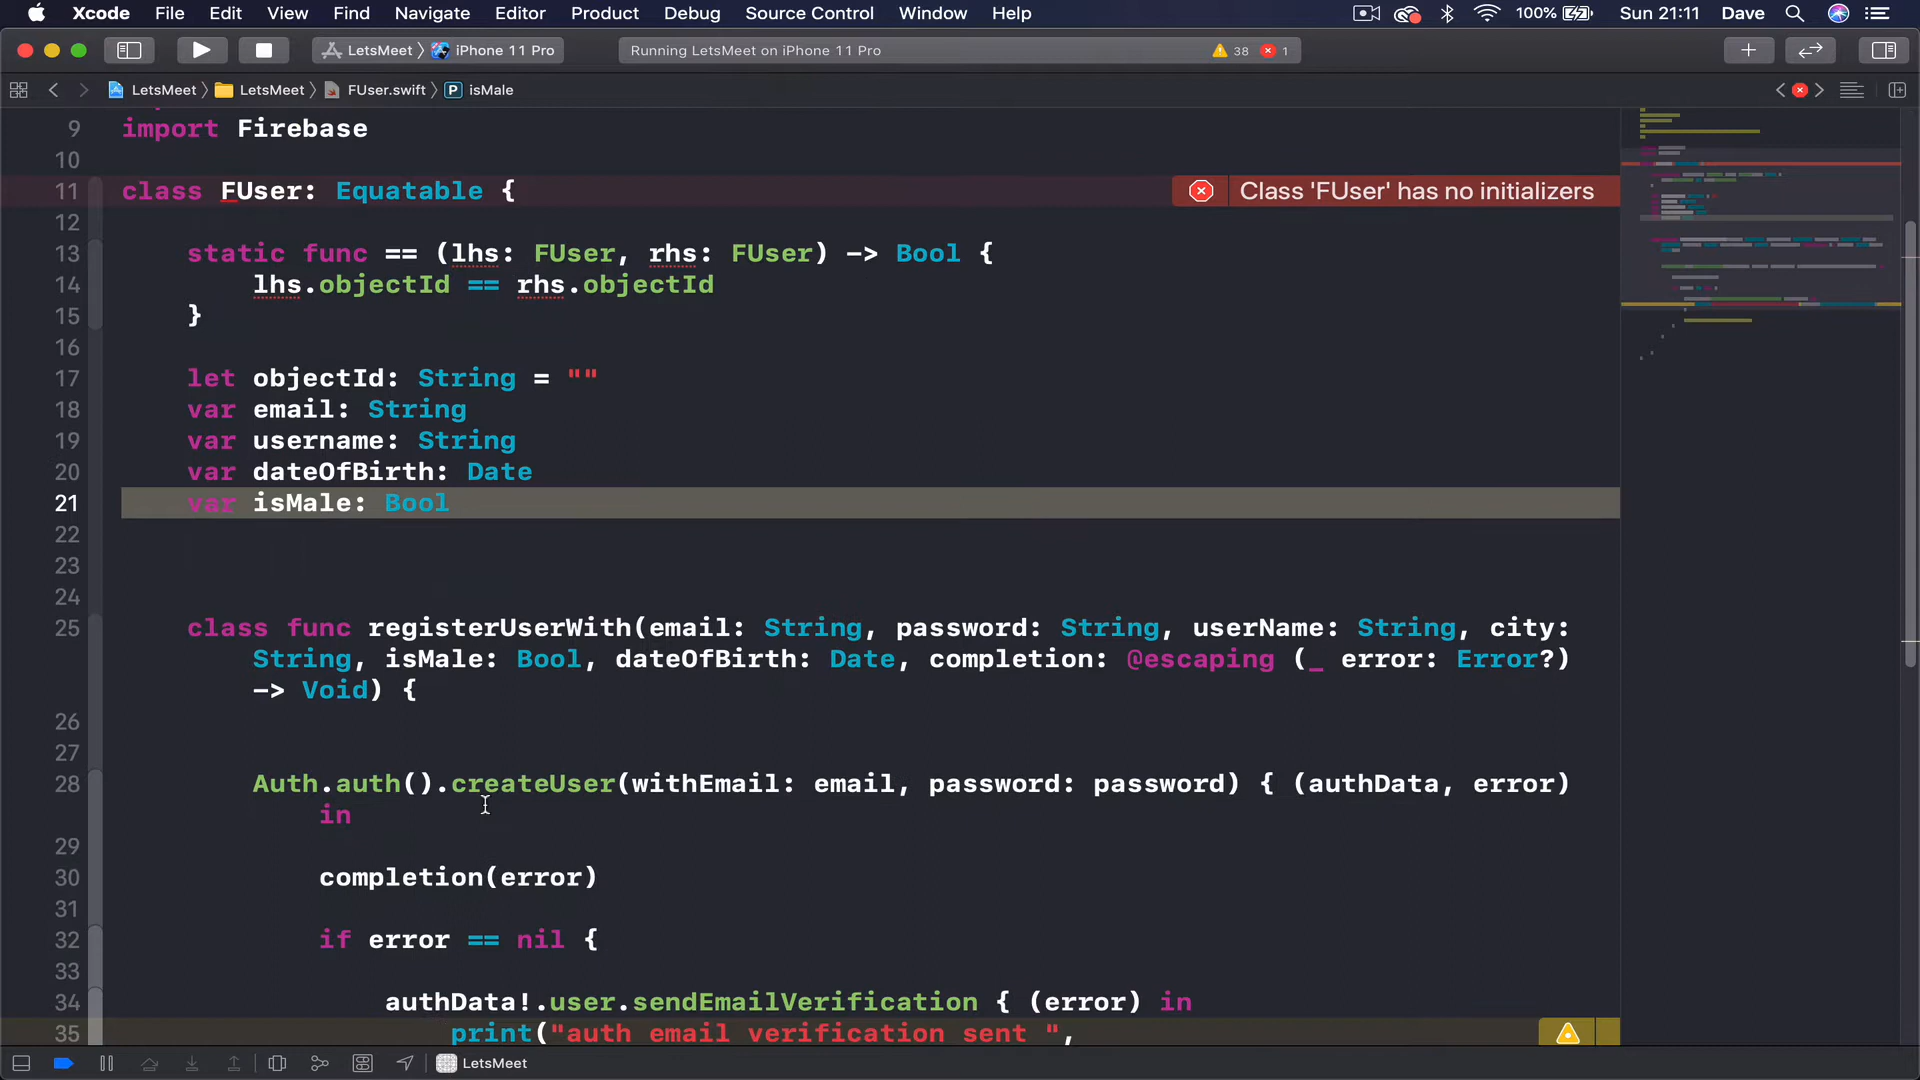 Xcode File Edit View Find Navigate Editor Product Debug Source Control Window Help 100% Sun 21:11 Dave
LetsMeet iPhone 11 Pro Running LetsMeet on iPhone 11 Pro 38 1
LetsMeet LetsMeet FUser.swift P isMale
9 import Firebase
10
11 class FUser: Equatable { Class 'FUser' has no initializers
12
13 static func == (lhs: FUser, rhs: FUser) -> Bool {
14 lhs.objectId == rhs.objectId
15 }
16
17 let objectId: String = ""
18 var email: String
19 var username: String
20 var dateOfBirth: Date
21 var isMale: Bool
22
23
24
25 class func registerUserWith(email: String, password: String, userName: String, city:
String, isMale: Bool, dateOfBirth: Date, completion: @escaping (_ error: Error?)
-> Void) {
26
27
28 Auth.auth().createUser(withEmail: email, password: password) { (authData, error)
in
29
30 completion(error)
31
32 if error == nil {
33
34 authData!.user.sendEmailVerification { (error) in
35 print("auth email verification sent ",
LetsMeet